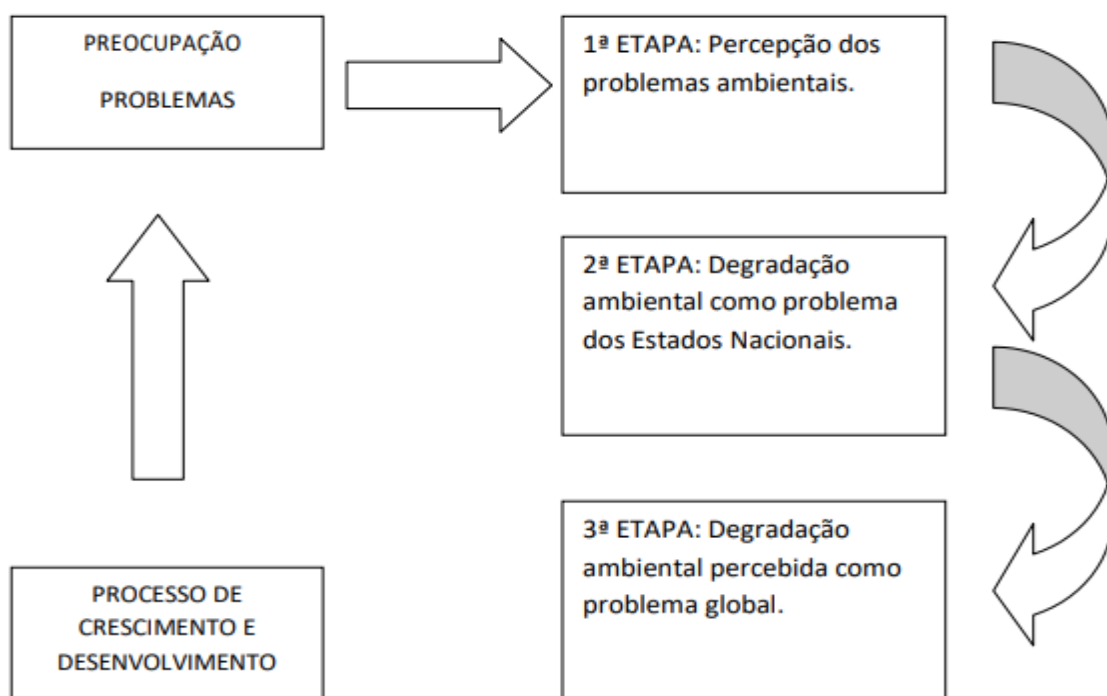 PREOCUPAÇÃO
PROBLEMAS
1ª ETAPA: Percepção dos
problemas ambientais.
2ª ETAPA: Degradação
ambiental como problema
dos Estados Nacionais.
3ª ETAPA: Degradação
ambiental percebida como
problema global.
PROCESSO DE
CRESCIMENTO E
DESENVOLVIMENTO